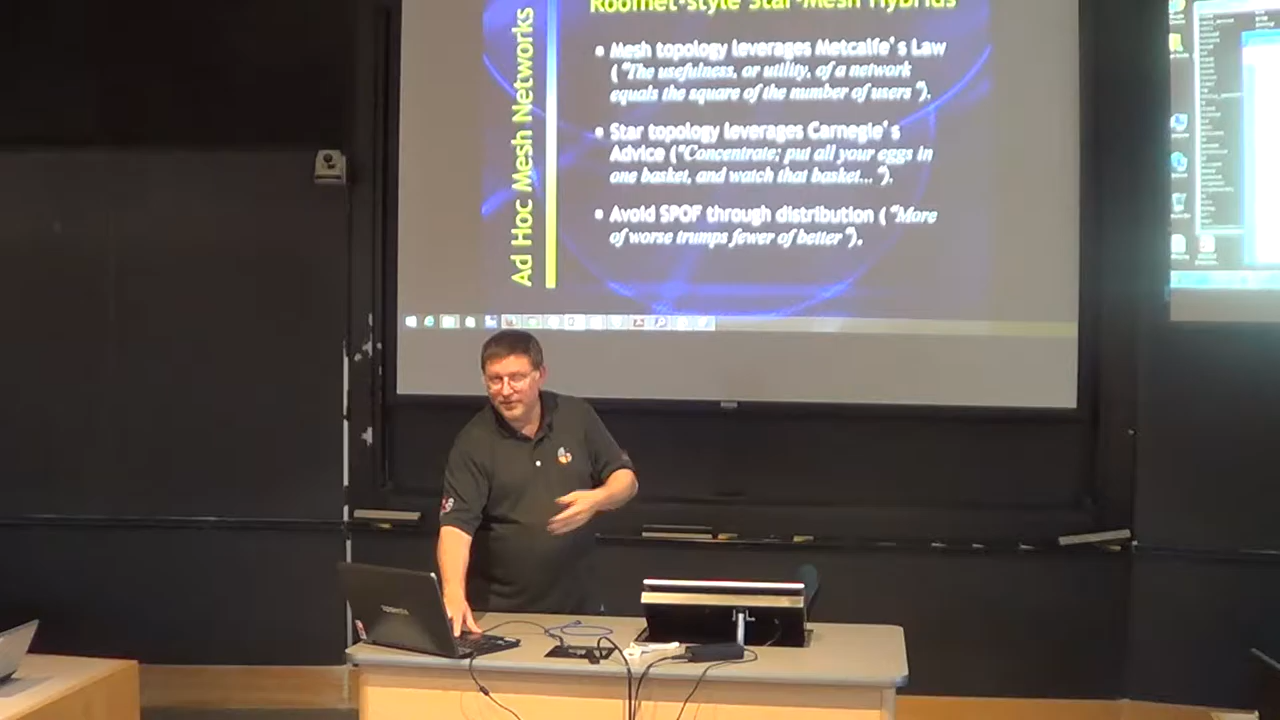 Roofnet-style Star-Mesh Hybrids
Ad Hoc Mesh Networks
• Mesh topology leverages Metcalfe's Law
("The usefulness, or utility, of a network
equals the square of the number of users").
• Star topology leverages Carnegie's
Advice ("Concentrate; put all your eggs in
one basket, and watch that basket...").
• Avoid SPOF through distribution ("More
of worse trumps fewer of better").
TOSHIBA